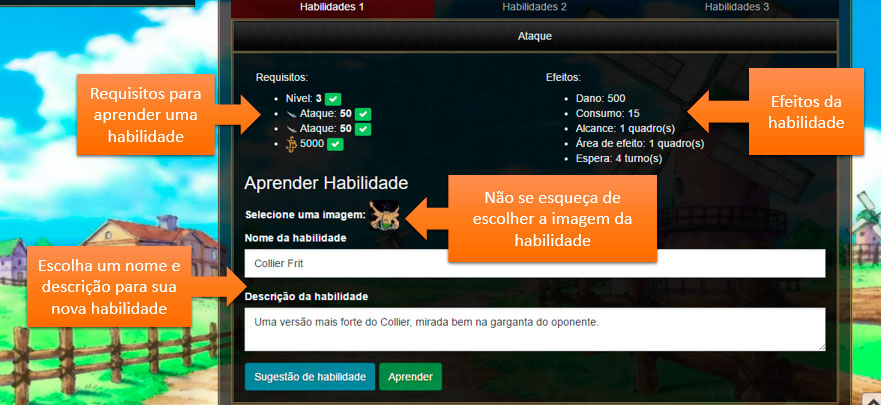 Habilidades 1
Habilidades 2
Habilidades 3
Ataque
Requisitos:
Nível: 3
Ataque: 50
Ataque: 50
5000
Efeitos:
Dano: 500
Consumo: 15
Alcance: 1 quadro(s)
Área de efeito: 1 quadro(s)
Espera: 4 turno(s)
Requisitos para
aprender uma
habilidade
Efeitos da
habilidade
Aprender Habilidade
Selecione uma imagem:
Não se esqueça de
escolher a imagem da
habilidade
Nome da habilidade
Collier Frit
Escolha um nome e
descrição para sua
nova habilidade
Descrição da habilidade
Uma versão mais forte do Collier, mirada bem na garganta do oponente.
Sugestão de habilidade
Aprender